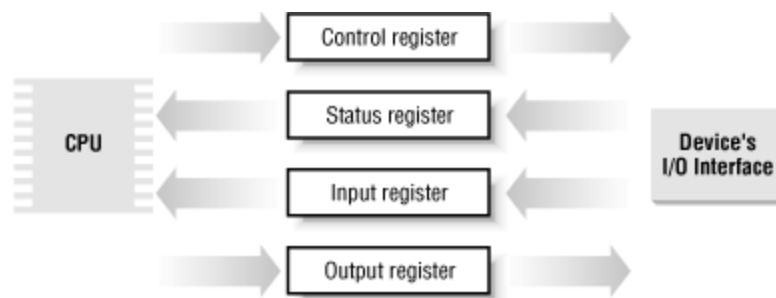 Control register
Status register
CPU
Device's
I/O Interface
Input register
Output register